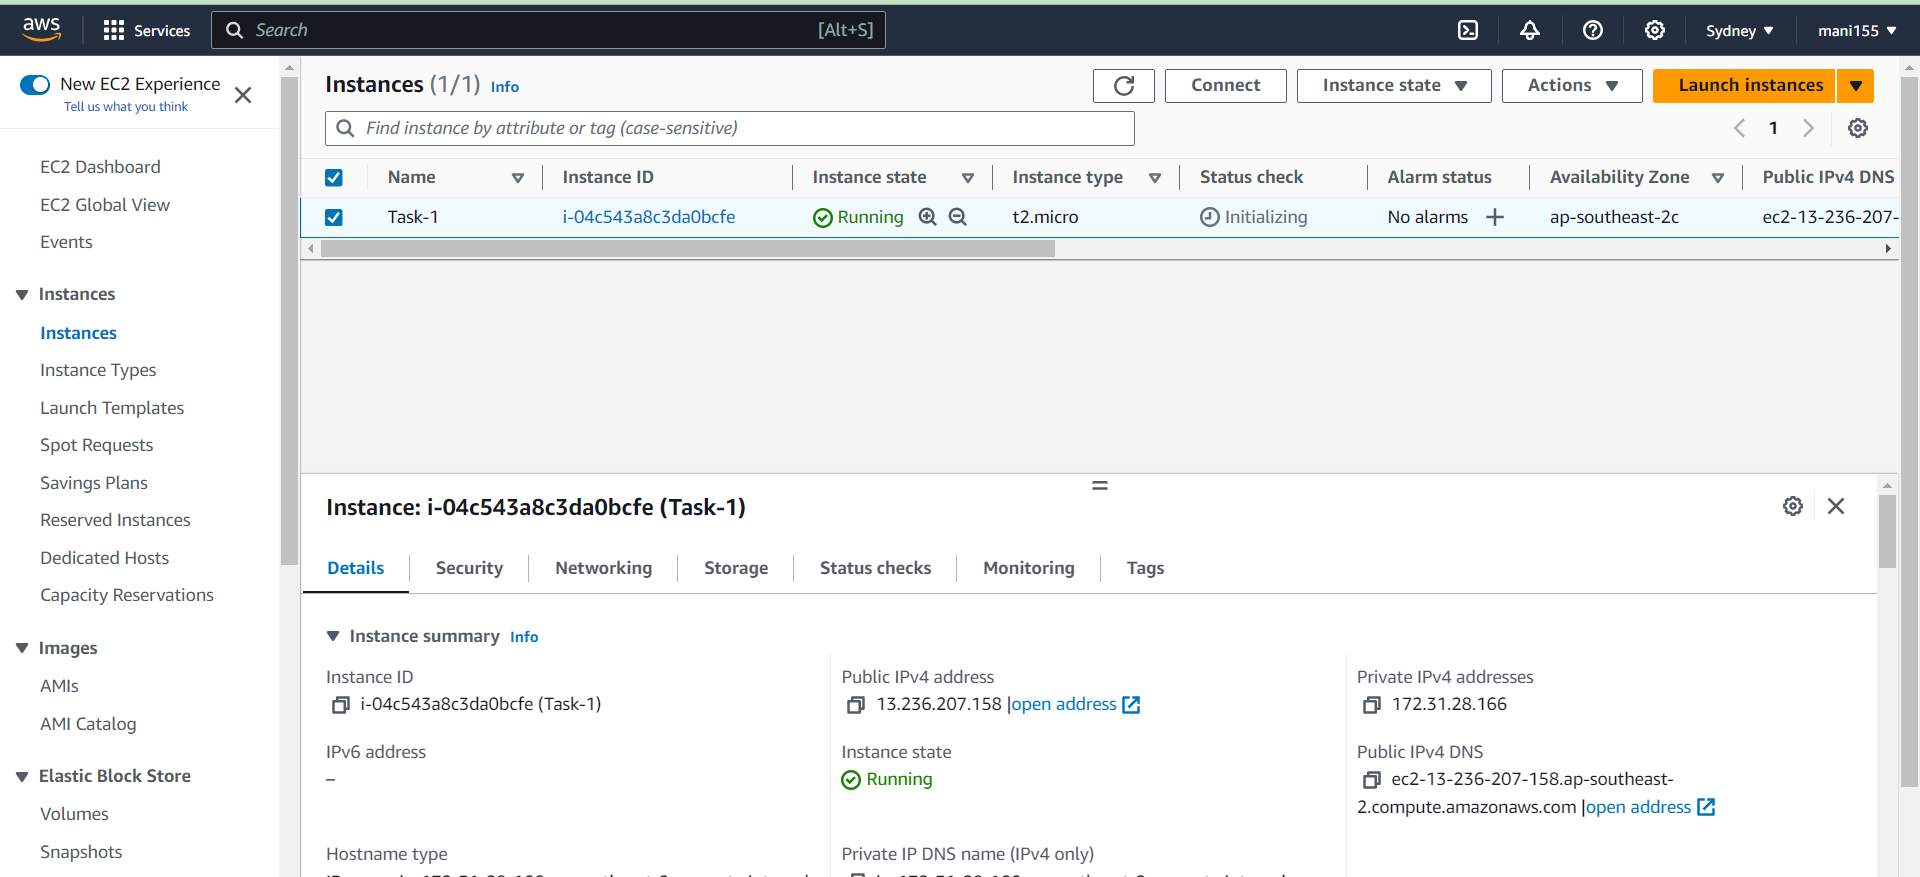 aws
Services
Search
[Alt+S]
Sydney
mani155
New EC2 Experience
Tell us what you think
EC2 Dashboard
EC2 Global View
Events
Instances
Instances
Instance Types
Launch Templates
Spot Requests
Savings Plans
Reserved Instances
Dedicated Hosts
Capacity Reservations
Images
AMIs
AMI Catalog
Elastic Block Store
Volumes
Snapshots
Instances (1/1) Info
Connect
Instance state
Actions
Launch instances
Find instance by attribute or tag (case-sensitive)
1
Name Instance ID Instance state Instance type Status check Alarm status Availability Zone Public IPv4 DNS
Task-1 i-04c543a8c3da0bcfe Running t2.micro Initializing No alarms ap-southeast-2c ec2-13-236-207-
Instance: i-04c543a8c3da0bcfe (Task-1)
Details Security Networking Storage Status checks Monitoring Tags
Instance summary Info
Instance ID
i-04c543a8c3da0bcfe (Task-1)
Public IPv4 address
13.236.207.158 |open address
Private IPv4 addresses
172.31.28.166
IPv6 address
–
Instance state
Running
Public IPv4 DNS
ec2-13-236-207-158.ap-southeast-
2.compute.amazonaws.com |open address
Hostname type
Private IP DNS name (IPv4 only)